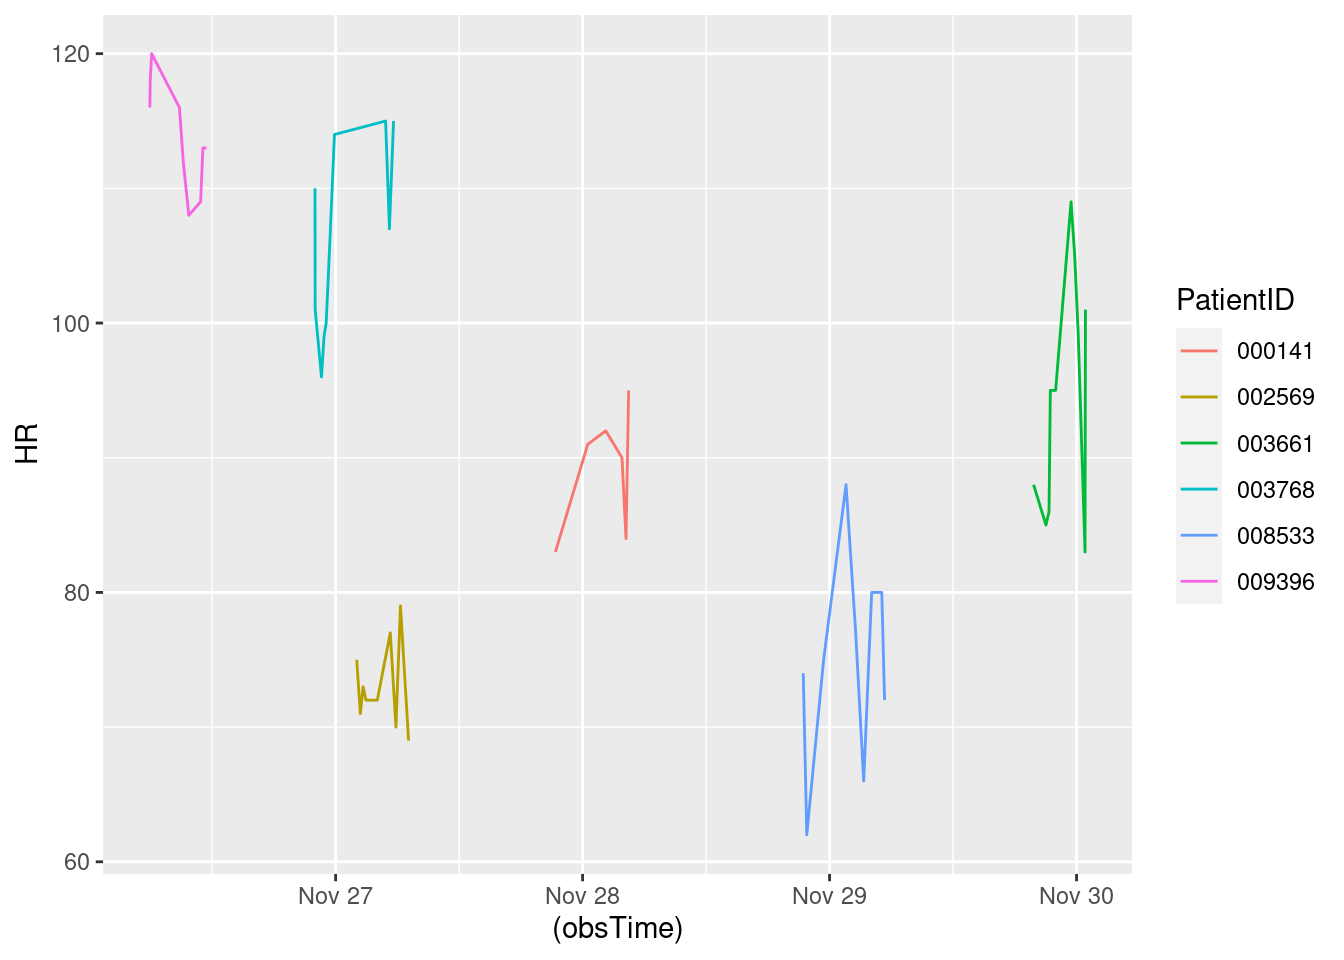 120
100
80
60
HR
Nov 27
Nov 28
Nov 29
Nov 30
(obsTime)
PatientID
000141
002569
003661
003768
008533
009396